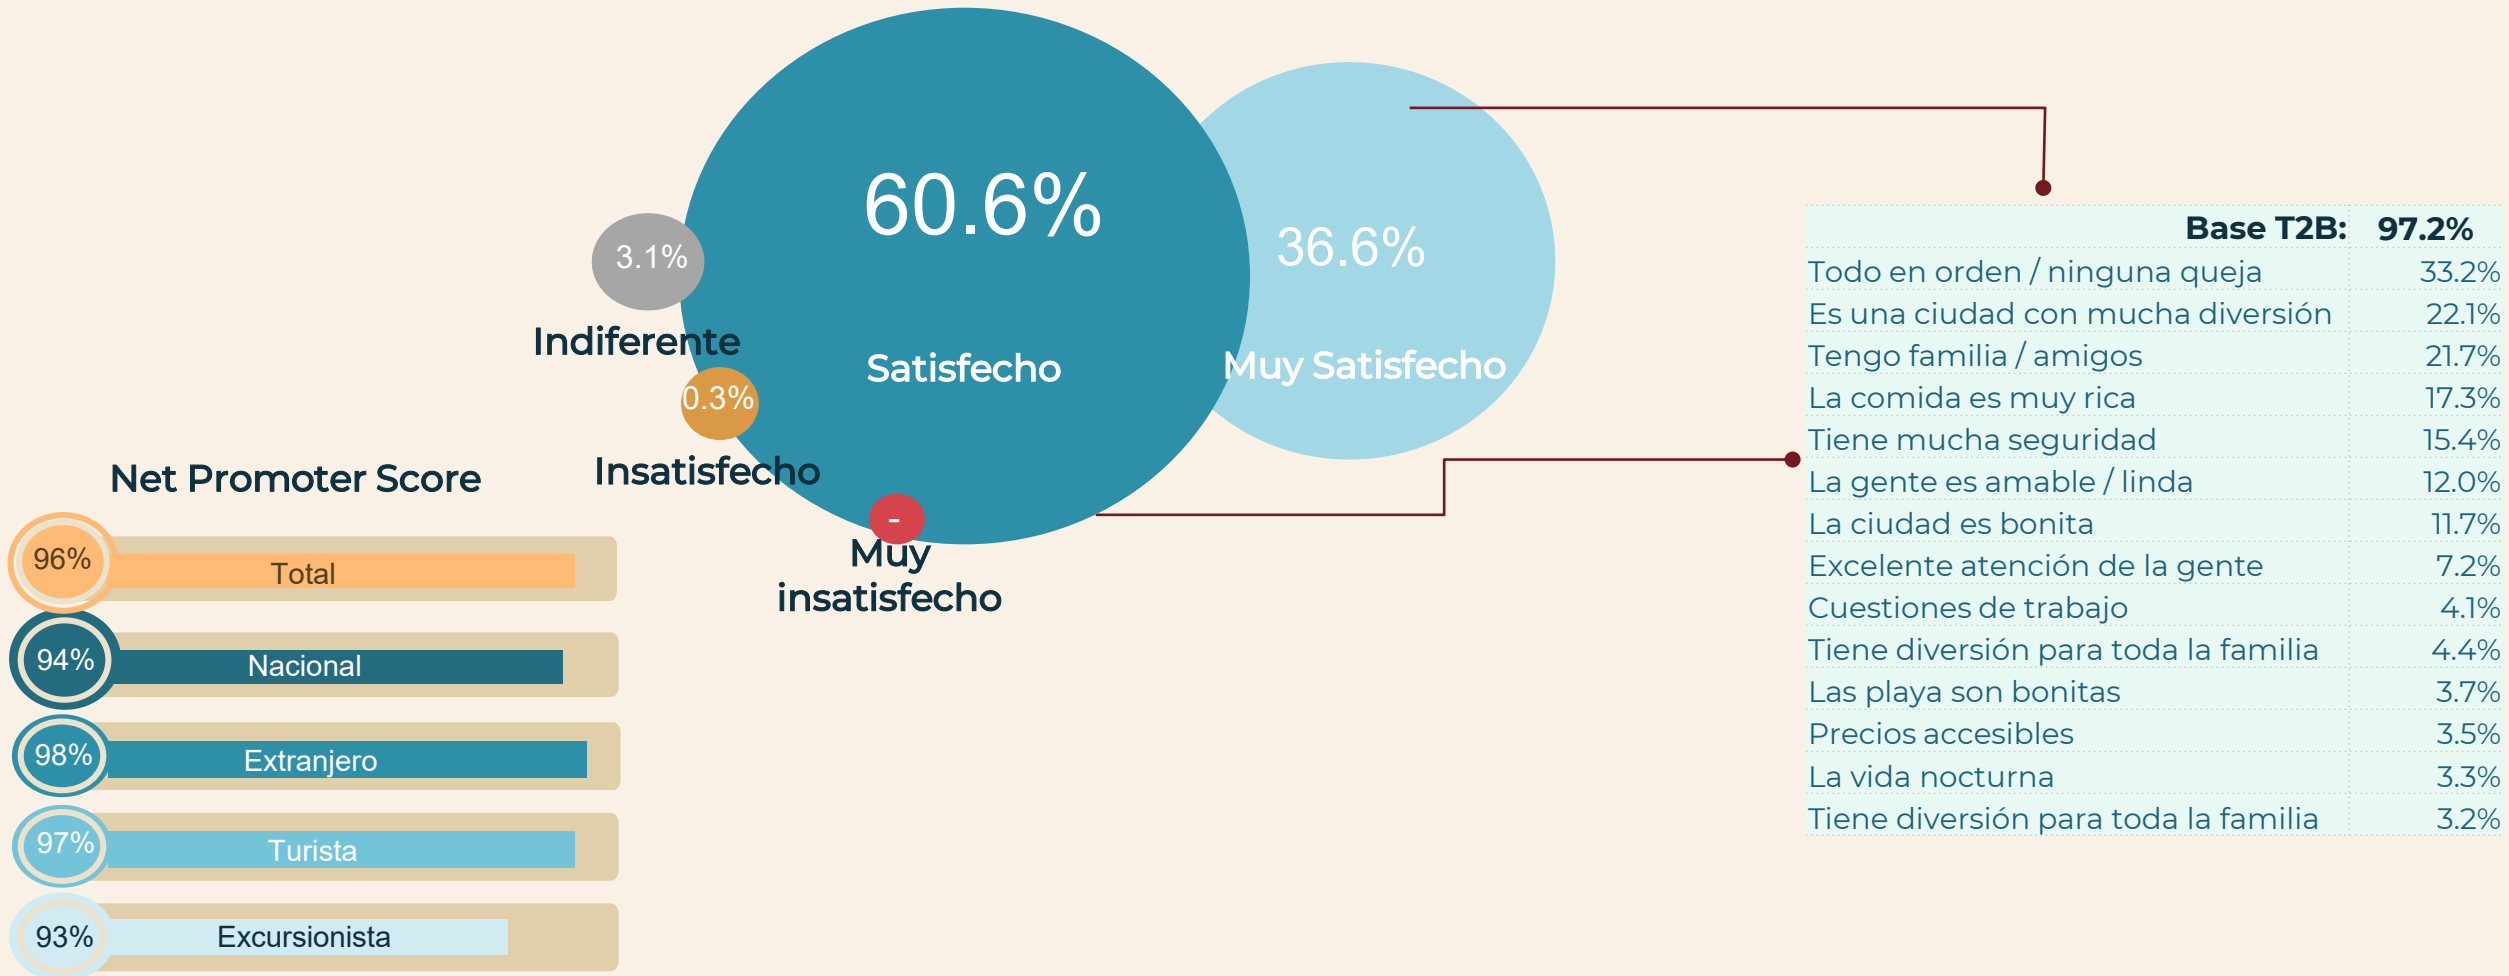 60.6%
Satisfecho
36.6%
Muy Satisfecho
3.1%
Indiferente
0.3%
Insatisfecho
-
Muy
insatisfecho
Net Promoter Score
96% Total
94% Nacional
98% Extranjero
97% Turista
93% Excursionista
Base T2B: 97.2%
Todo en orden / ninguna queja 33.2%
Es una ciudad con mucha diversión 22.1%
Tengo familia / amigos 21.7%
La comida es muy rica 17.3%
Tiene mucha seguridad 15.4%
La gente es amable / linda 12.0%
La ciudad es bonita 11.7%
Excelente atención de la gente 7.2%
Cuestiones de trabajo 4.1%
Tiene diversión para toda la familia 4.4%
Las playa son bonitas 3.7%
Precios accesibles 3.5%
La vida nocturna 3.3%
Tiene diversión para toda la familia 3.2%